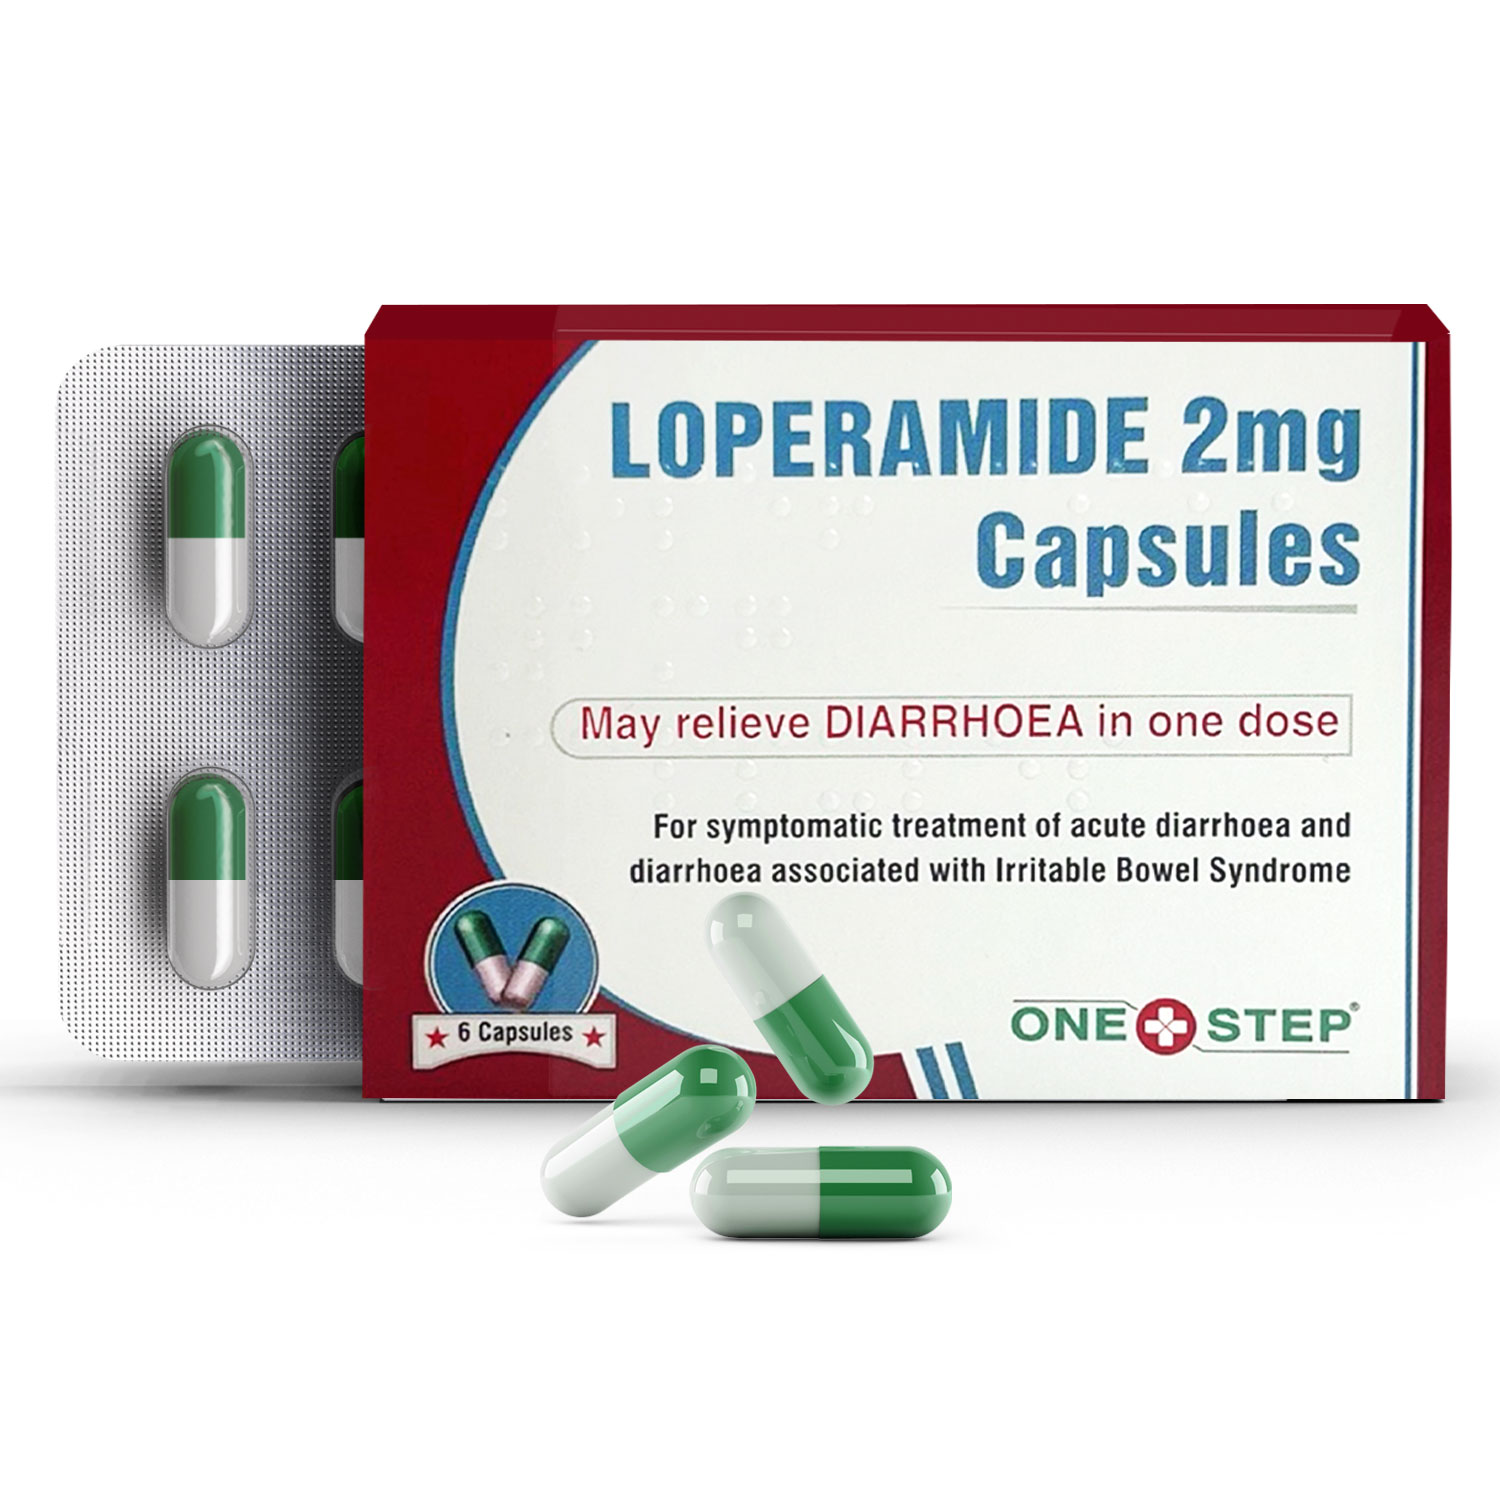 LOPERAMIDE 2mg
Capsules
May relieve DIARRHOEA in one dose
For symptomatic treatment of acute diarrhoea and
diarrhoea associated with Irritable Bowel Syndrome
6 Capsules
ONE STEP®